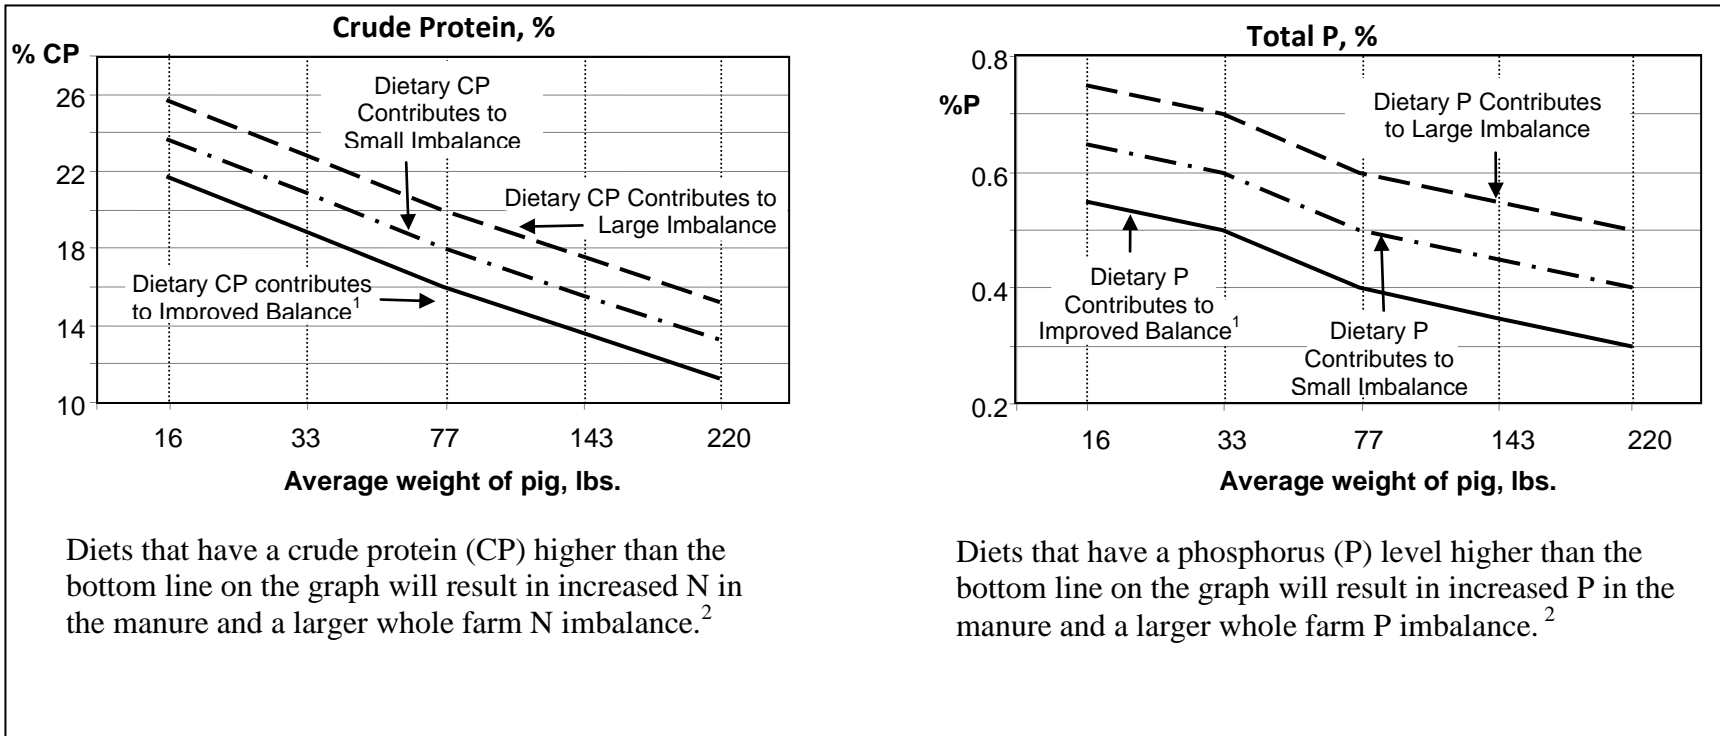 Crude Protein, %
% CP
26
22
18
14
10
Dietary CP
Contributes to
Small Imbalance
Dietary CP Contributes to
Large Imbalance
Dietary CP contributes
to Improved Balance1
16 33 77 143 220
Average weight of pig, lbs.
Diets that have a crude protein (CP) higher than the
bottom line on the graph will result in increased N in
the manure and a larger whole farm N imbalance.2
Total P, %
%P
0.8
0.6
0.4
0.2
Dietary P Contributes
to Large Imbalance
Dietary P
Contributes to
Improved Balance1
Dietary P
Contributes to
Small Imbalance
16 33 77 143 220
Average weight of pig, lbs.
Diets that have a phosphorus (P) level higher than the
bottom line on the graph will result in increased P in the
manure and a larger whole farm P imbalance. 2